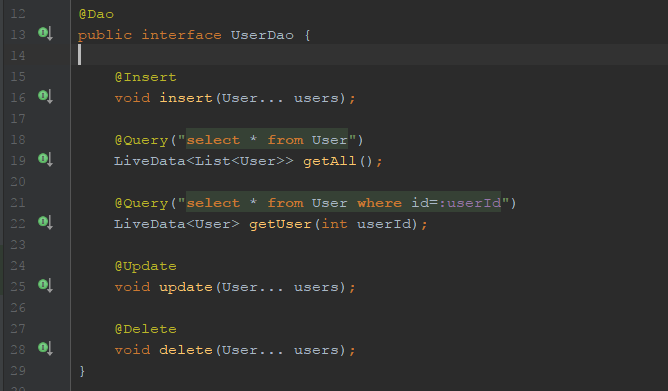 12 @Dao
13 public interface UserDao {
14
15 @Insert
16 void insert(User... users);
17
18 @Query("select * from User")
19 LiveData<List<User>> getAll();
20
21 @Query("select * from User where id=:userId")
22 LiveData<User> getUser(int userId);
23
24 @Update
25 void update(User... users);
26
27 @Delete
28 void delete(User... users);
29 }